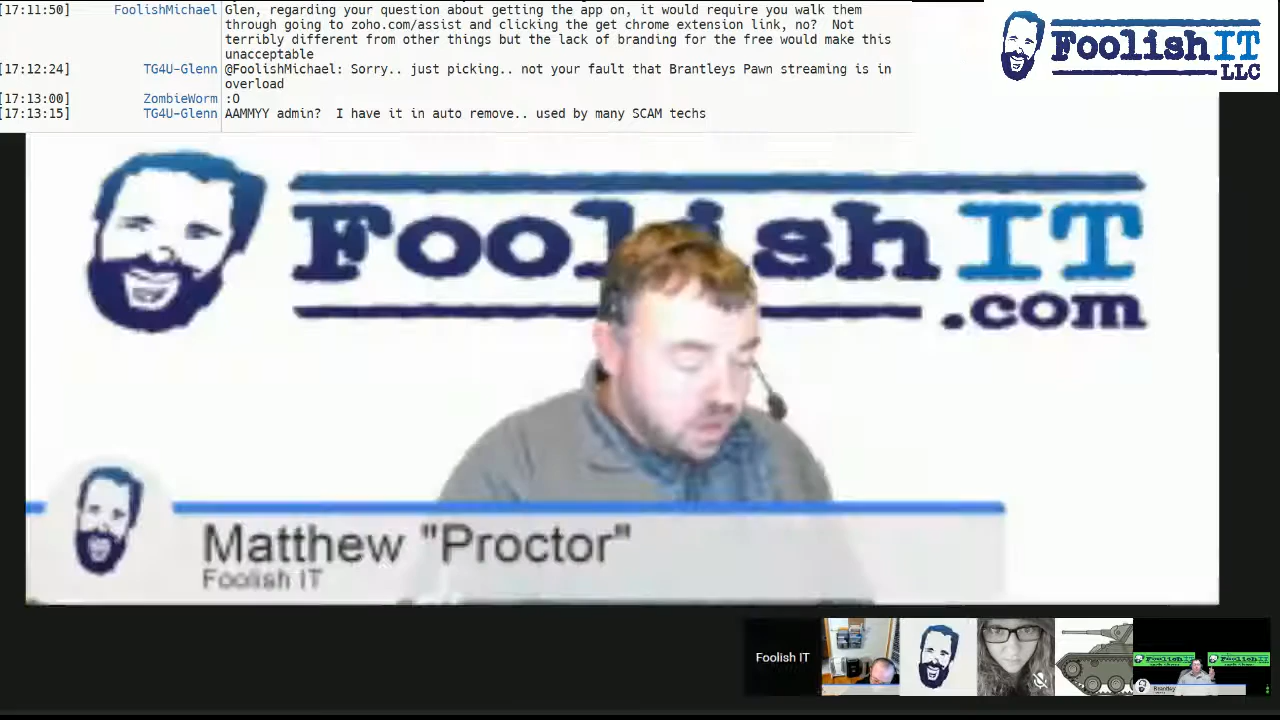 [17:11:50] FoolishMichael Glen, regarding your question about getting the app on, it would require you walk them
through going to zoho.com/assist and clicking the get chrome extension link, no?  Not
terribly different from other things but the lack of branding for the free would make this
unacceptable
[17:12:24] TG4U-Glenn @FoolishMichael: Sorry.. just picking.. not your fault that Brantleys Pawn streaming is in
overload
[17:13:00] ZombieWorm :O
[17:13:15] TG4U-Glenn AAMMYY admin?  I have it in auto remove.. used by many SCAM techs
FoolishIT
LLC
FoolishIT
.com
Matthew "Proctor"
Foolish IT
Foolish IT
FoolishIT
FoolishIT
Brantley